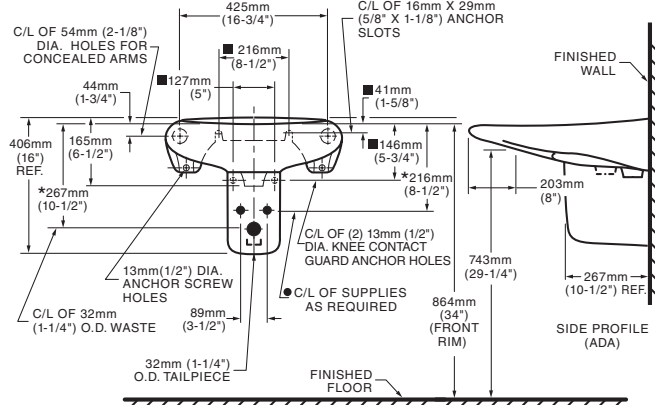 425mm
(16-3/4")
C/L OF 16mm X 29mm
(5/8" X 1-1/8") ANCHOR
SLOTS
C/L OF 54mm (2-1/8")
DIA. HOLES FOR
CONCEALED ARMS
■ 216mm
(8-1/2")
FINISHED
WALL
44mm
(1-3/4")
■127mm
(5")
■41mm
(1-5/8")
406mm
(16")
REF.
165mm
(6-1/2")
■146mm
(5-3/4")
*267mm
(10-1/2")
*216mm
(8-1/2")
203mm
(8")
C/L OF (2) 13mm (1/2")
DIA. KNEE CONTACT
GUARD ANCHOR HOLES
743mm
(29-1/4")
13mm(1/2") DIA.
ANCHOR SCREW
HOLES
267mm
(10-1/2") REF.
● C/L OF SUPPLIES
AS REQUIRED
864mm
(34")
(FRONT
RIM)
C/L OF 32mm
(1-1/4") O.D. WASTE
89mm
(3-1/2")
SIDE PROFILE
(ADA)
32mm (1-1/4")
O.D. TAILPIECE
FINISHED
FLOOR